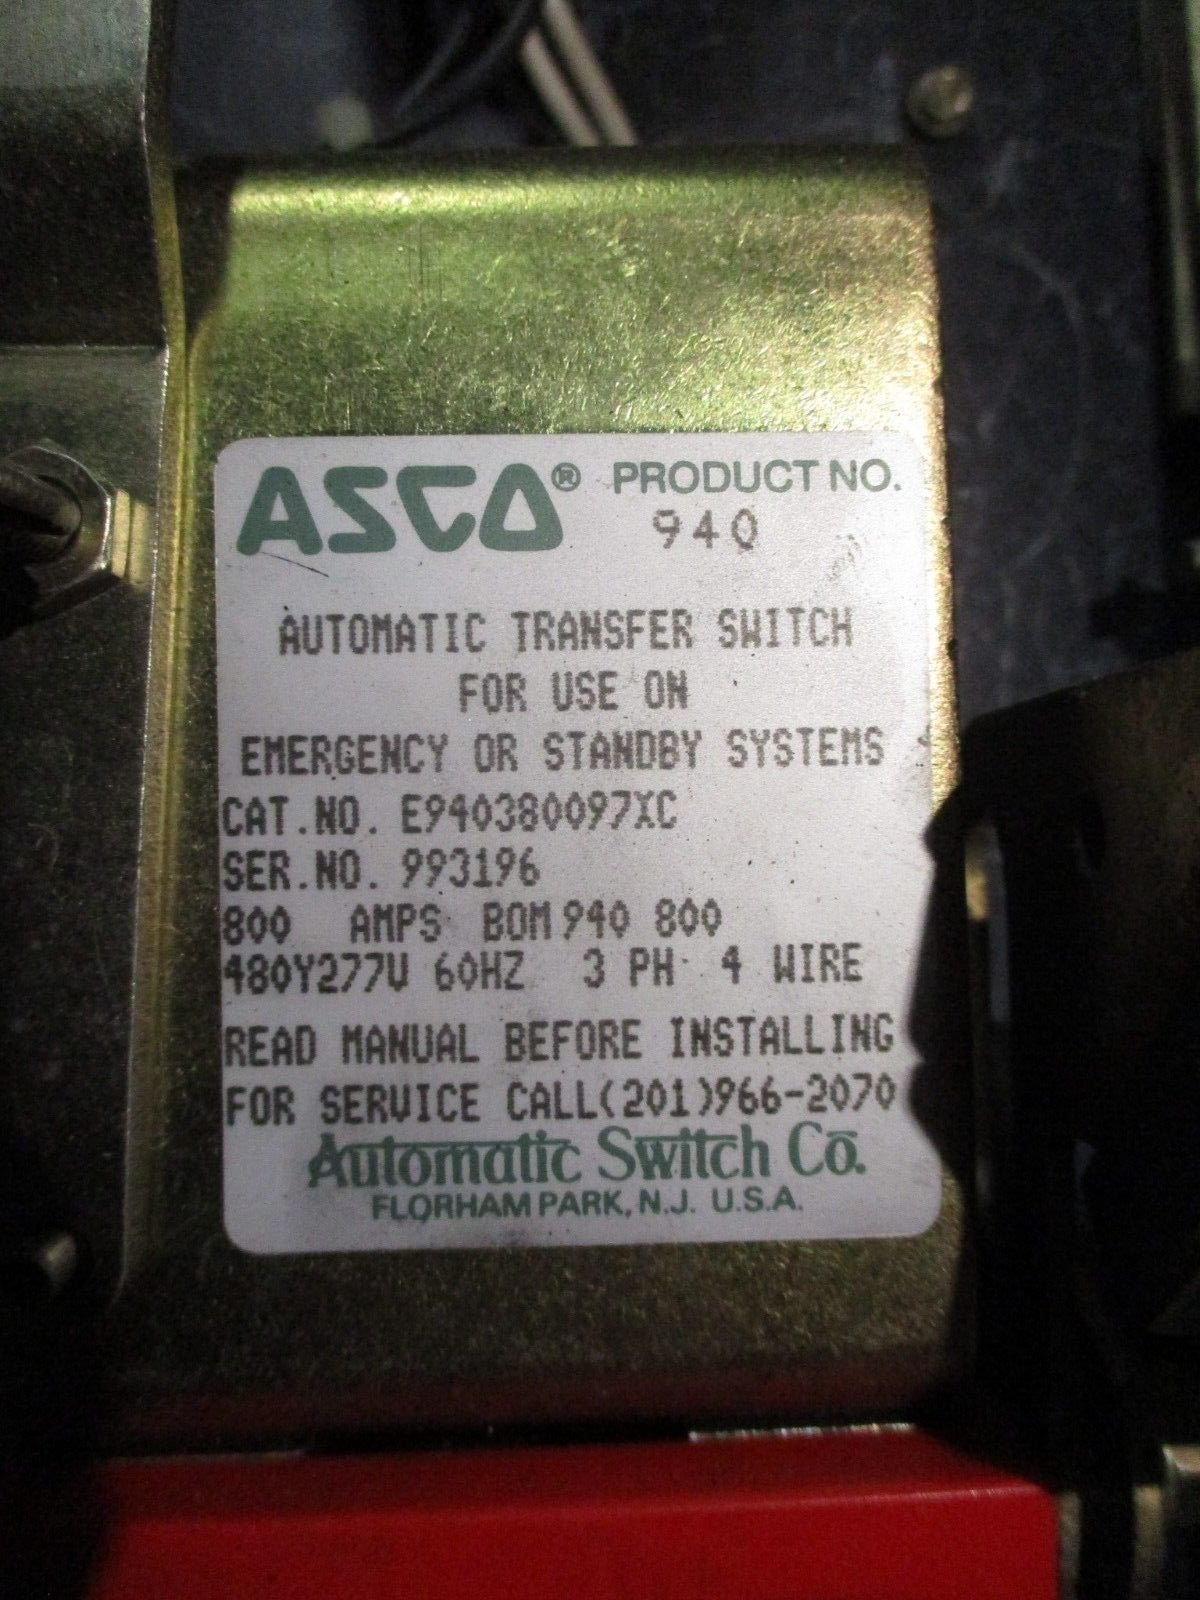 ASCO® PRODUCT NO.
940
AUTOMATIC TRANSFER SWITCH
FOR USE ON
EMERGENCY OR STANDBY SYSTEMS
CAT.NO. E940380097XC
SER.NO. 993196
800 AMPS BOM 940 800
480Y277V 60HZ 3 PH 4 WIRE
READ MANUAL BEFORE INSTALLING
FOR SERVICE CALL(201)966-2070
Automatic Switch Co.
FLORHAM PARK, N.J. U.S.A.